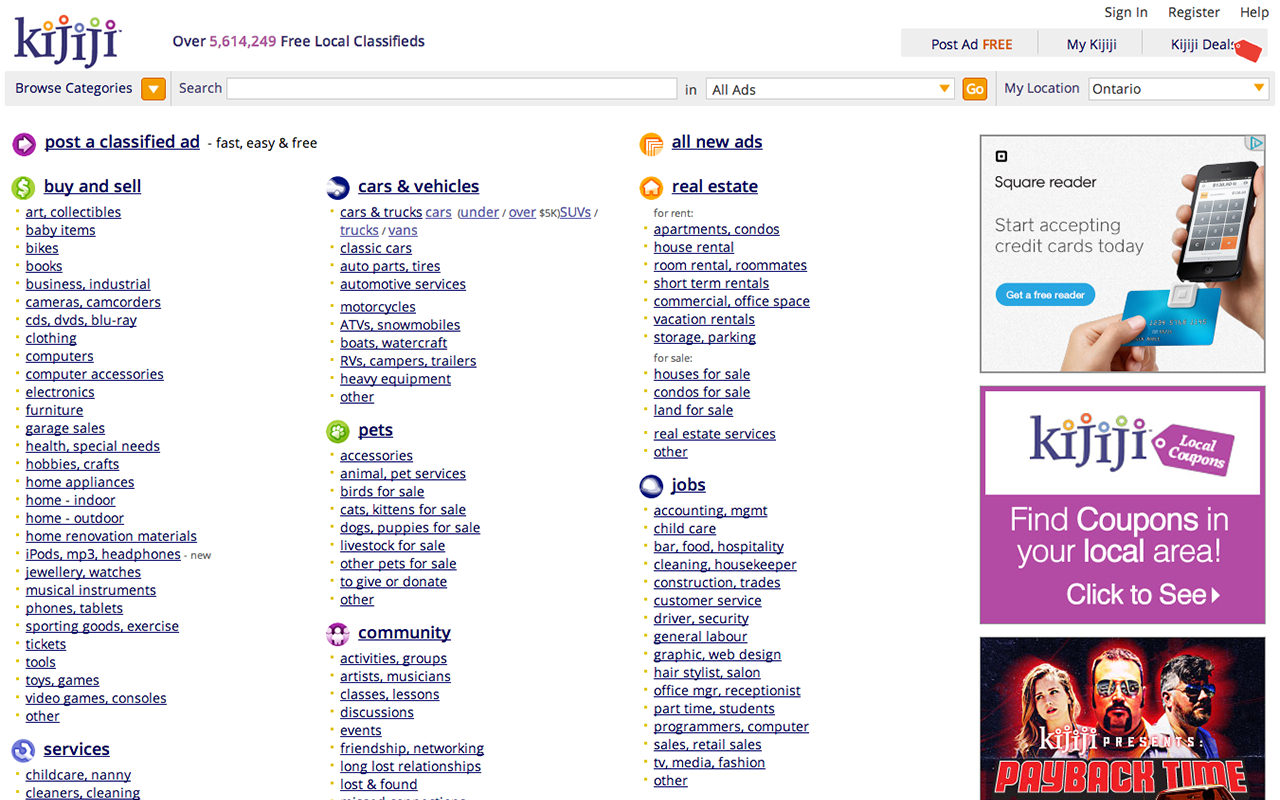 Sign In Register Help
kijiji
Over 5,614,249 Free Local Classifieds
Post Ad FREE My Kijiji Kijiji Deals
Browse Categories Search in All Ads Go My Location Ontario
post a classified ad - fast, easy & free
buy and sell
art, collectibles
baby items
bikes
books
business, industrial
cameras, camcorders
cds, dvds, blu-ray
clothing
computers
computer accessories
electronics
furniture
garage sales
health, special needs
hobbies, crafts
home appliances
home - indoor
home - outdoor
home renovation materials
iPods, mp3, headphones - new
jewellery, watches
musical instruments
phones, tablets
sporting goods, exercise
tickets
tools
toys, games
video games, consoles
other
services
childcare, nanny
cleaners, cleaning
cars & vehicles
cars & trucks cars (under / over $5K)SUVs /
trucks / vans
classic cars
auto parts, tires
automotive services
motorcycles
ATVs, snowmobiles
boats, watercraft
RVs, campers, trailers
heavy equipment
other
pets
accessories
animal, pet services
birds for sale
cats, kittens for sale
dogs, puppies for sale
livestock for sale
other pets for sale
to give or donate
other
community
activities, groups
artists, musicians
classes, lessons
discussions
events
friendship, networking
long lost relationships
lost & found
missed connections
all new ads
real estate
for rent:
apartments, condos
house rental
room rental, roommates
short term rentals
commercial, office space
vacation rentals
storage, parking
for sale:
houses for sale
condos for sale
land for sale
real estate services
other
jobs
accounting, mgmt
child care
bar, food, hospitality
cleaning, housekeeper
construction, trades
customer service
driver, security
general labour
graphic, web design
hair stylist, salon
office mgr, receptionist
part time, students
programmers, computer
sales, retail sales
tv, media, fashion
other
Square reader
Start accepting
credit cards today
Get a free reader
kijiji Local
Coupons
Find Coupons in
your local area!
Click to See
kijiji PRESENTS:
PAYBACK TIME